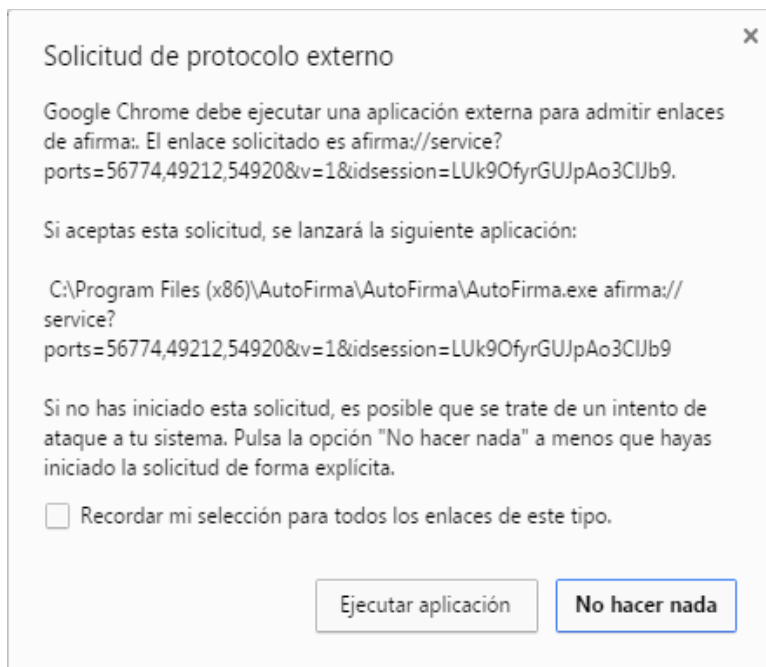 Solicitud de protocolo externo
Google Chrome debe ejecutar una aplicación externa para admitir enlaces
de afirma:. El enlace solicitado es afirma://service?
ports=56774,49212,54920&v=1&idsession=LUk9OfyrGUJpAo3ClJb9.
Si aceptas esta solicitud, se lanzará la siguiente aplicación:
C:\Program Files (x86)\AutoFirma\AutoFirma\AutoFirma.exe afirma://
service?
ports=56774,49212,54920&v=1&idsession=LUk9OfyrGUJpAo3ClJb9
Si no has iniciado esta solicitud, es posible que se trate de un intento de
ataque a tu sistema. Pulsa la opción "No hacer nada" a menos que hayas
iniciado la solicitud de forma explícita.
Recordar mi selección para todos los enlaces de este tipo.
Ejecutar aplicación
No hacer nada